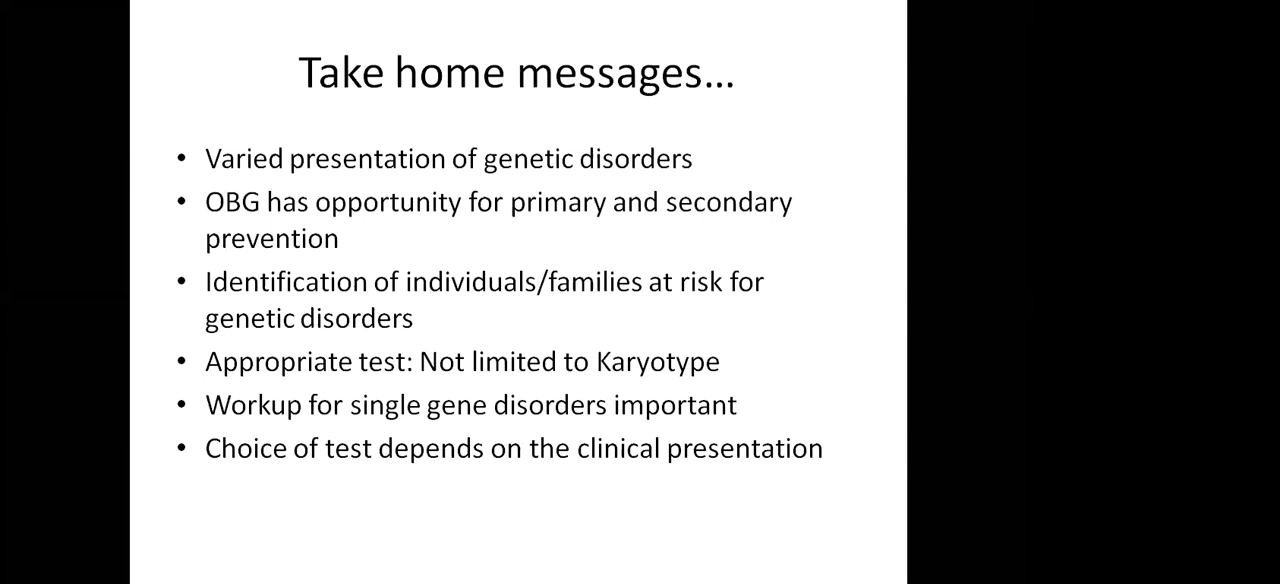 Take home messages...
• Varied presentation of genetic disorders
• OBG has opportunity for primary and secondary
prevention
• Identification of individuals/families at risk for
genetic disorders
• Appropriate test: Not limited to Karyotype
• Workup for single gene disorders important
• Choice of test depends on the clinical presentation